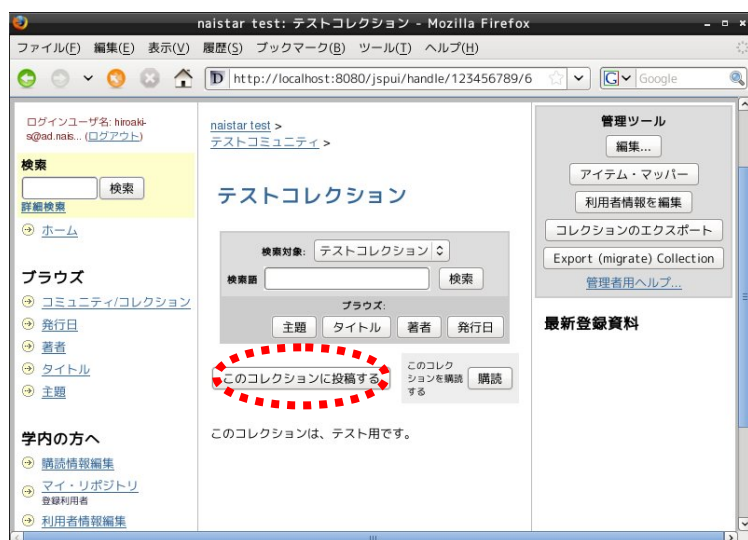 naistar test: テストコレクション - Mozilla Firefox
ファイル(F) 編集(E) 表示(V) 履歴(S) ブックマーク(B) ツール(T) ヘルプ(H)
http://localhost:8080/jspui/handle/123456789/6
Google
ログインユーザ名: hiroaki-
s@ad.nais... (ログアウト)
検索
検索
詳細検索
ホーム
ブラウズ
コミュニティ/コレクション
発行日
著者
タイトル
主題
学内の方へ
購読情報編集
マイ・リポジトリ
登録利用者
利用者情報編集
naistar test >
テストコミュニティ >
テストコレクション
検索対象: テストコレクション
検索語 検索
ブラウズ:
主題 タイトル 著者 発行日
このコレクションに投稿する
このコレク
ションを購読
する
購読
このコレクションは、テスト用です。
管理ツール
編集...
アイテム・マッパー
利用者情報を編集
コレクションのエクスポート
Export (migrate) Collection
管理者用ヘルプ...
最新登録資料